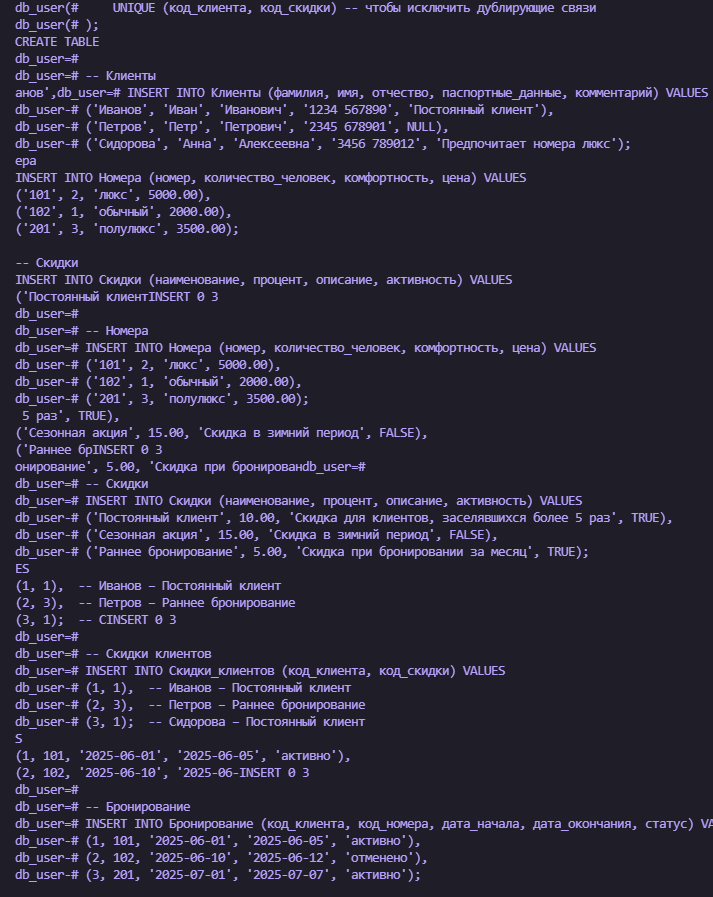 db_user(#     UNIQUE (код_клиента, код_скидки) -- чтобы исключить дублирующие связи
db_user(# );
CREATE TABLE
db_user=#
db_user=# -- Клиенты
анов',db_user=# INSERT INTO Клиенты (фамилия, имя, отчество, паспортные_данные, комментарий) VALUES
db_user-# ('Иванов', 'Иван', 'Иванович', '1234 567890', 'Постоянный клиент'),
db_user-# ('Петров', 'Петр', 'Петрович', '2345 678901', NULL),
db_user-# ('Сидорова', 'Анна', 'Алексеевна', '3456 789012', 'Предпочитает номера люкс');
ера
INSERT INTO Номера (номер, количество_человек, комфортность, цена) VALUES
('101', 2, 'люкс', 5000.00),
('102', 1, 'обычный', 2000.00),
('201', 3, 'полулюкс', 3500.00);

-- Скидки
INSERT INTO Скидки (наименование, процент, описание, активность) VALUES
('Постоянный клиентINSERT 0 3
db_user=#
db_user=# -- Номера
db_user=# INSERT INTO Номера (номер, количество_человек, комфортность, цена) VALUES
db_user-# ('101', 2, 'люкс', 5000.00),
db_user-# ('102', 1, 'обычный', 2000.00),
db_user-# ('201', 3, 'полулюкс', 3500.00);
 5 раз', TRUE),
('Сезонная акция', 15.00, 'Скидка в зимний период', FALSE),
('Раннее брINSERT 0 3
онирование', 5.00, 'Скидка при бронированdb_user=#
db_user=# -- Скидки
db_user=# INSERT INTO Скидки (наименование, процент, описание, активность) VALUES
db_user-# ('Постоянный клиент', 10.00, 'Скидка для клиентов, заселявшихся более 5 раз', TRUE),
db_user-# ('Сезонная акция', 15.00, 'Скидка в зимний период', FALSE),
db_user-# ('Раннее бронирование', 5.00, 'Скидка при бронировании за месяц', TRUE);
ES
(1, 1),  -- Иванов – Постоянный клиент
(2, 3),  -- Петров – Раннее бронирование
(3, 1);  -- СINSERT 0 3
db_user=#
db_user=# -- Скидки клиентов
db_user=# INSERT INTO Скидки_клиентов (код_клиента, код_скидки) VALUES
db_user-# (1, 1),  -- Иванов – Постоянный клиент
db_user-# (2, 3),  -- Петров – Раннее бронирование
db_user-# (3, 1);  -- Сидорова – Постоянный клиент
S
(1, 101, '2025-06-01', '2025-06-05', 'активно'),
(2, 102, '2025-06-10', '2025-06-INSERT 0 3
db_user=#
db_user=# -- Бронирование
db_user=# INSERT INTO Бронирование (код_клиента, код_номера, дата_начала, дата_окончания, статус) VA
db_user-# (1, 101, '2025-06-01', '2025-06-05', 'активно'),
db_user-# (2, 102, '2025-06-10', '2025-06-12', 'отменено'),
db_user-# (3, 201, '2025-07-01', '2025-07-07', 'активно');